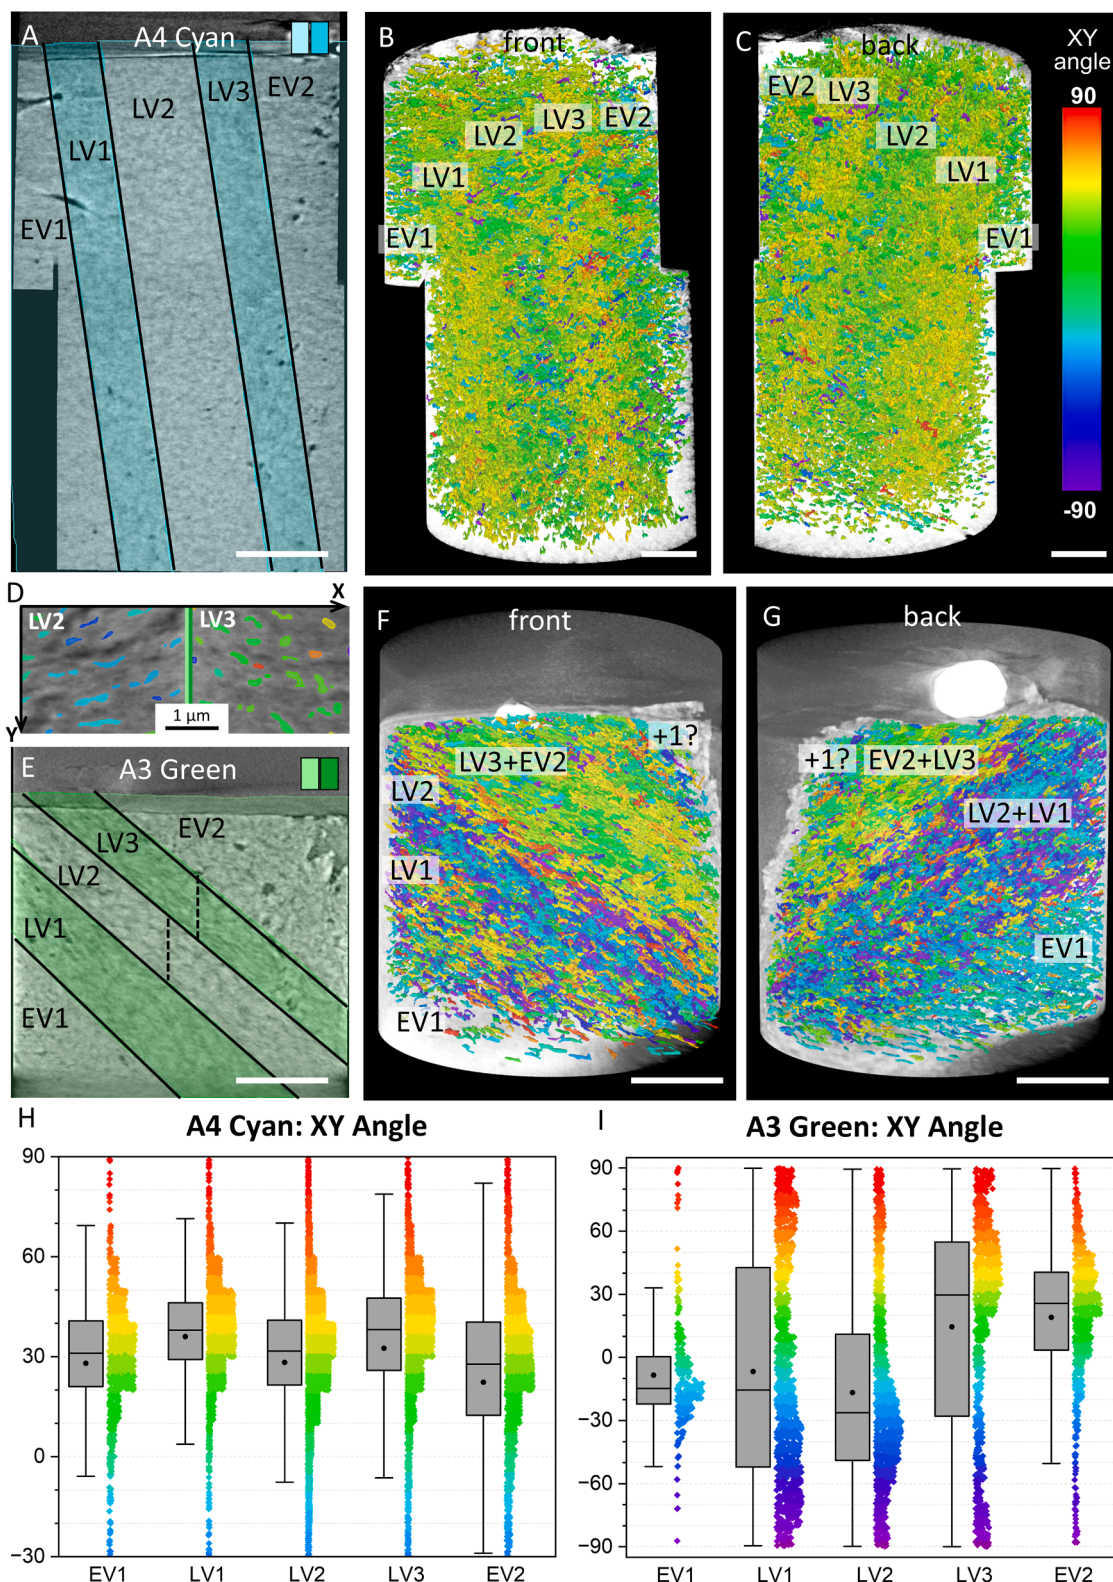 A
A4 Cyan
EV1
LV1
LV2
LV3
EV2
B
front
LV3
EV2
LV2
LV1
EV1
C
back
EV2
LV3
LV2
LV1
EV1
XY
angle
90
-90
D
X
LV2
LV3
1 μm
Y
E
A3 Green
EV2
LV3
LV2
LV1
EV1
F
front
+1?
LV3+EV2
LV2
LV1
EV1
G
back
+1?
EV2+LV3
LV2+LV1
EV1
H
A4 Cyan: XY Angle
90
60
30
0
−30
EV1 LV1 LV2 LV3 EV2
I
A3 Green: XY Angle
90
60
30
0
−30
−60
−90
EV1 LV1 LV2 LV3 EV2